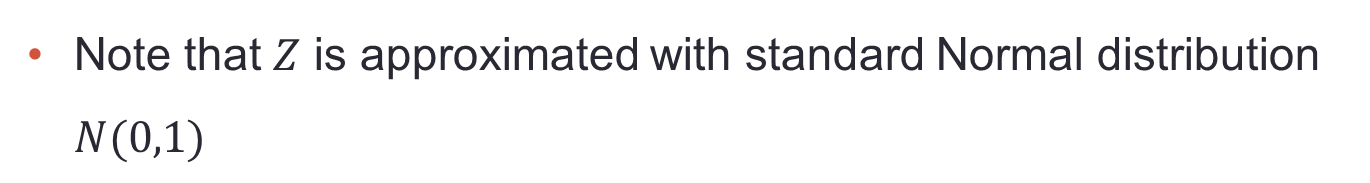 • Note that Z is approximated with standard Normal distribution
N(0,1)